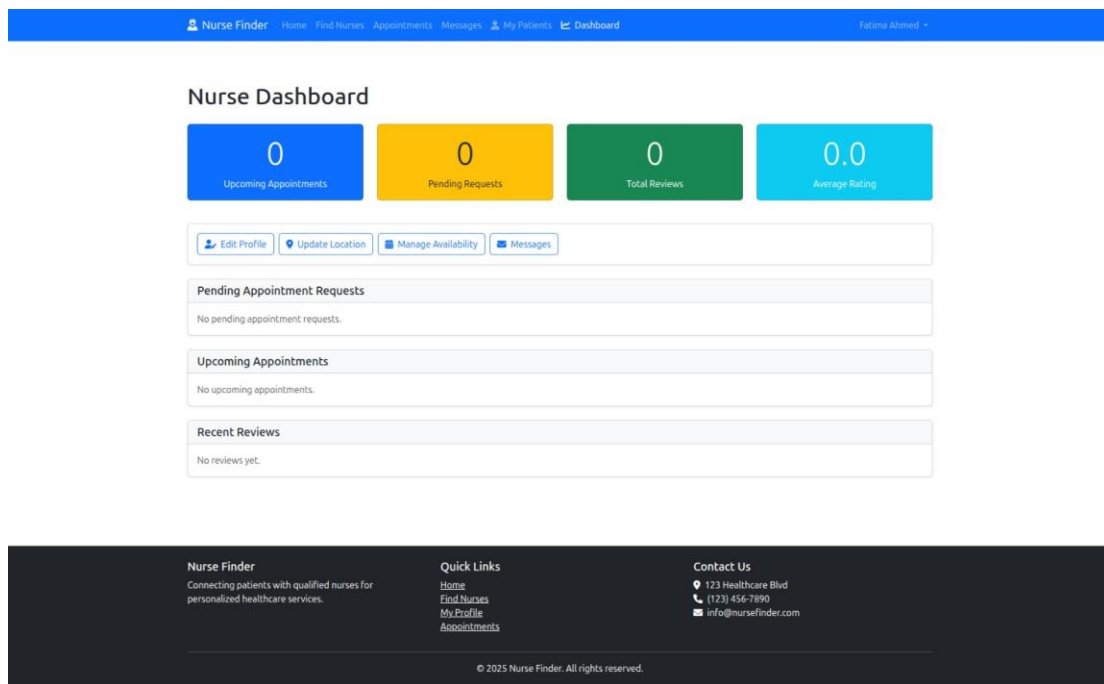 Nurse Finder Home Find Nurses Appointments Messages My Patients Dashboard Fatima Ahmed
Nurse Dashboard
0
Upcoming Appointments
0
Pending Requests
0
Total Reviews
0.0
Average Rating
Edit Profile Update Location Manage Availability Messages
Pending Appointment Requests
No pending appointment requests.
Upcoming Appointments
No upcoming appointments.
Recent Reviews
No reviews yet.
Nurse Finder
Connecting patients with qualified nurses for
personalized healthcare services.
Quick Links
Home
Find Nurses
My Profile
Appointments
Contact Us
123 Healthcare Blvd
(123) 456-7890
info@nursefinder.com
© 2025 Nurse Finder. All rights reserved.